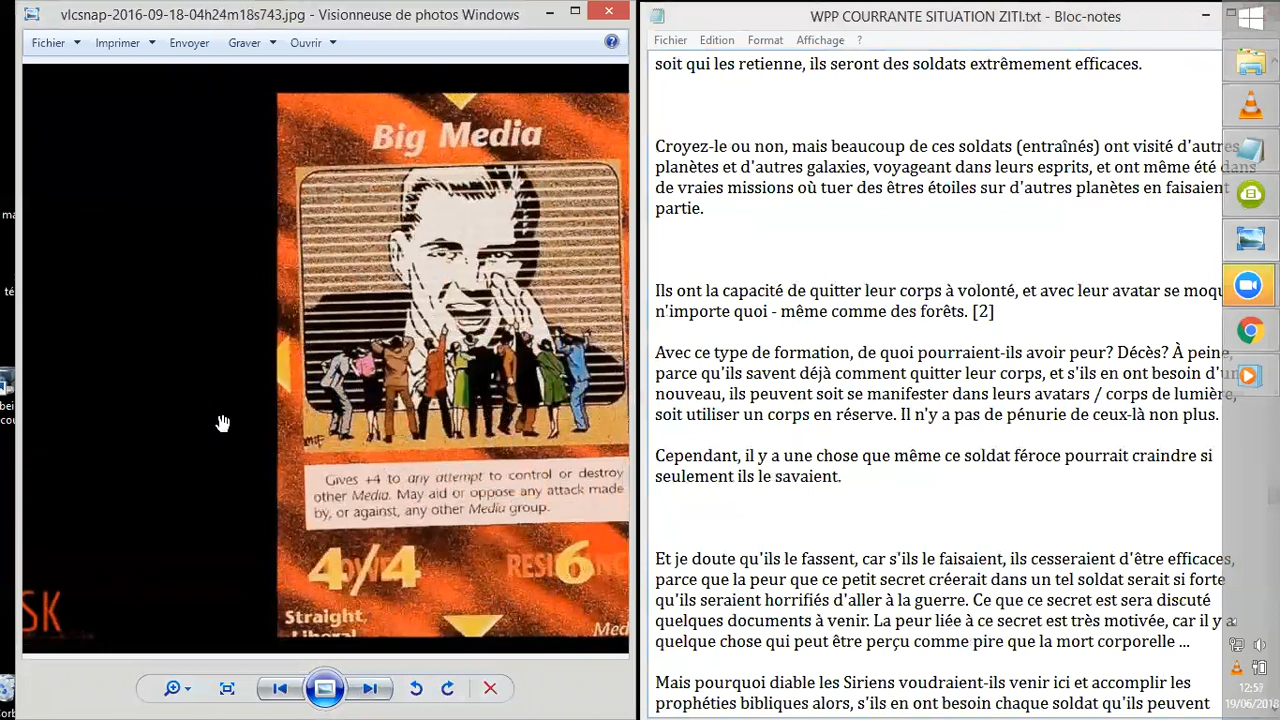 vlcsnap-2016-09-18-04h24m18s743.jpg - Visionneuse de photos Windows
Fichier Imprimer Envoyer Graver Ouvrir
Big Media
Gives +4 to any attempt to control or destroy
other Media. May aid or oppose any attack made
by, or against, any other Media group.
4/4
6
Straight,
Liberal
Med
SK
WPP COURRANTE SITUATION ZITI.txt - Bloc-notes
Fichier Edition Format Affichage ?
soit qui les retienne, ils seront des soldats extrêmement efficaces.
Croyez-le ou non, mais beaucoup de ces soldats (entraînés) ont visité d'autres
planètes et d'autres galaxies, voyageant dans leurs esprits, et ont même été dans
de vraies missions où tuer des êtres étoiles sur d'autres planètes en faisaient
partie.
Ils ont la capacité de quitter leur corps à volonté, et avec leur avatar se moqu
n'importe quoi - même comme des forêts. [2]
Avec ce type de formation, de quoi pourraient-ils avoir peur? Décès? À peine,
parce qu'ils savent déjà comment quitter leur corps, et s'ils en ont besoin d'un
nouveau, ils peuvent soit se manifester dans leurs avatars / corps de lumière,
soit utiliser un corps en réserve. Il n'y a pas de pénurie de ceux-là non plus.
Cependant, il y a une chose que même ce soldat féroce pourrait craindre si
seulement ils le savaient.
Et je doute qu'ils le fassent, car s'ils le faisaient, ils cesseraient d'être efficaces,
parce que la peur que ce petit secret créerait dans un tel soldat serait si forte
qu'ils seraient horrifiés d'aller à la guerre. Ce que ce secret est sera discuté
quelques documents à venir. La peur liée à ce secret est très motivée, car il y a
quelque chose qui peut être perçu comme pire que la mort corporelle ...
Mais pourquoi diable les Siriens voudraient-ils venir ici et accomplir les
prophéties bibliques alors, s'ils en ont besoin chaque soldat qu'ils peuvent
19/06/2018